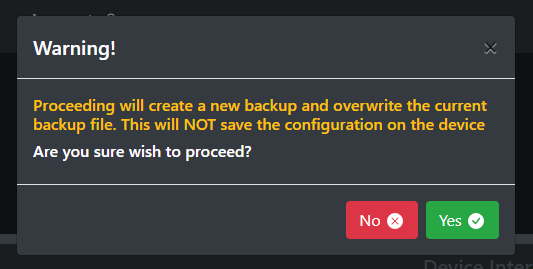 Warning!
Proceeding will create a new backup and overwrite the current
backup file. This will NOT save the configuration on the device
Are you sure wish to proceed?
No
Yes
Device Inter